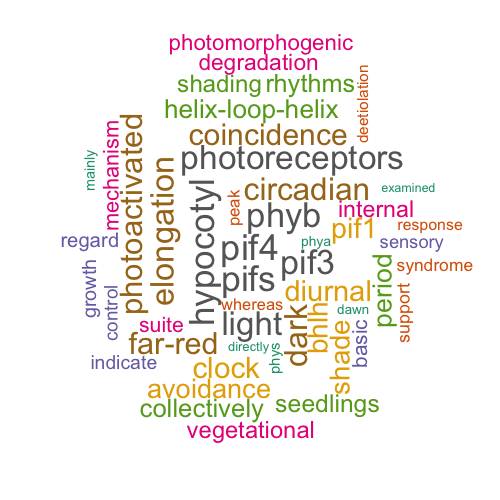 photomorphogenic
degradation
shading rhythms
deetiolation
helix-loop-helix
coincidence
photoactivated
mechanism
mainly
photoreceptors
elongation
hypocotyl
circadian
examined
peak
phyb
internal
pif1
response
regard
pif4
phya
sensory
pif3
syndrome
growth
control
pifs
diurnal
period
support
whereas
dawn
suite
light
dark
bhlh
basic
far-red
directly
phys
shade
indicate
clock
avoidance
collectively
seedlings
vegetational